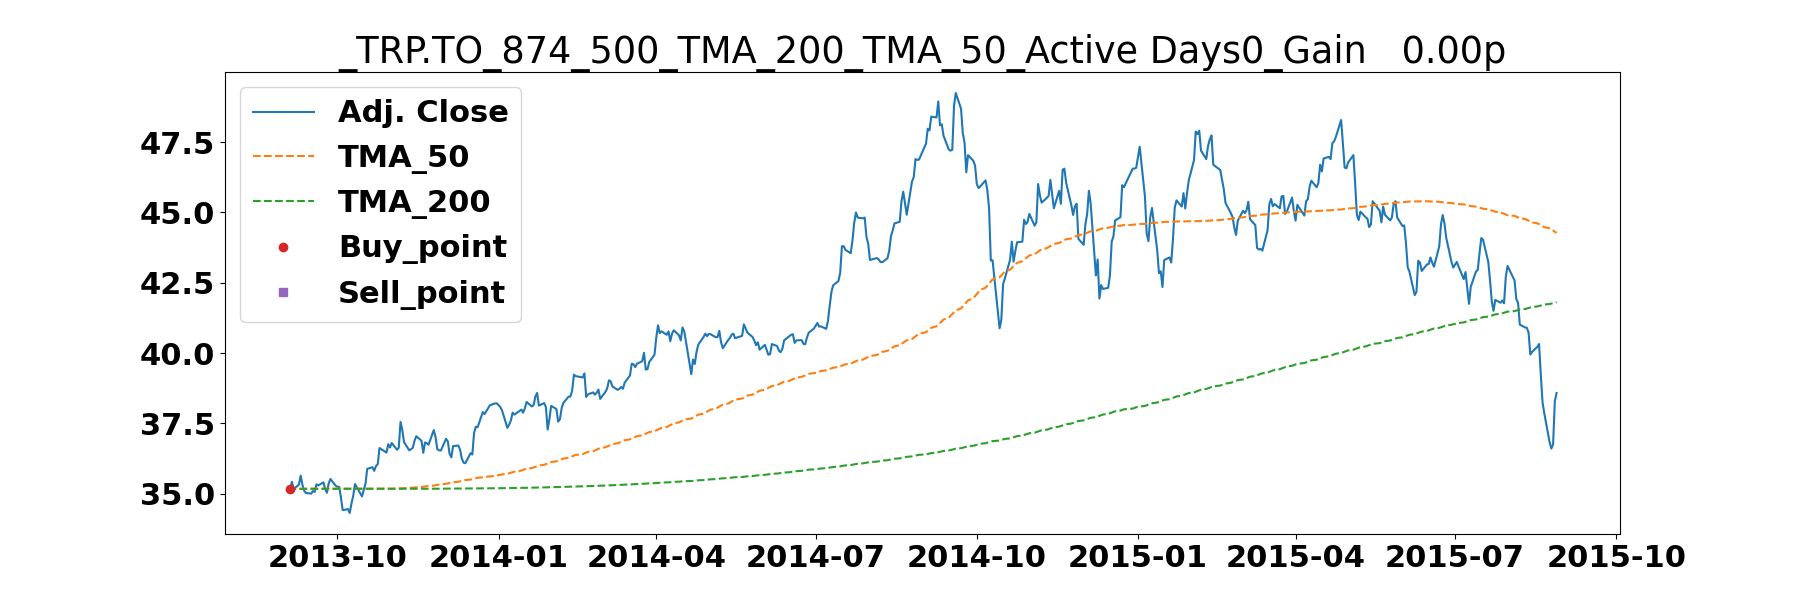 _TRP.TO_874_500_TMA_200_TMA_50_Active Days0_Gain   0.00p
Adj. Close
TMA_50
TMA_200
Buy_point
Sell_point
47.5
45.0
42.5
40.0
37.5
35.0
2013-10 2014-01 2014-04 2014-07 2014-10 2015-01 2015-04 2015-07 2015-10